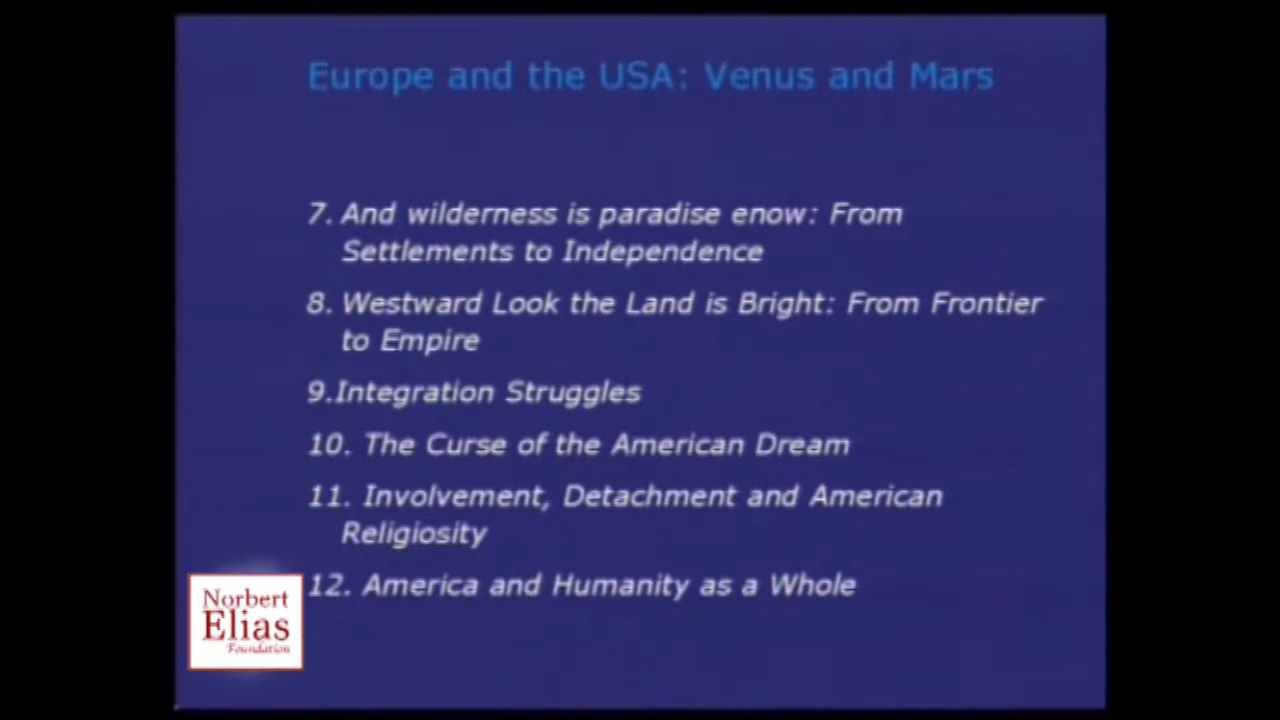 Europe and the USA: Venus and Mars
7. And wilderness is paradise enow: From
Settlements to Independence
8. Westward Look the Land is Bright: From Frontier
to Empire
9.Integration Struggles
10. The Curse of the American Dream
11. Involvement, Detachment and American
Religiosity
12. America and Humanity as a Whole
Norbert
Elias
Foundation